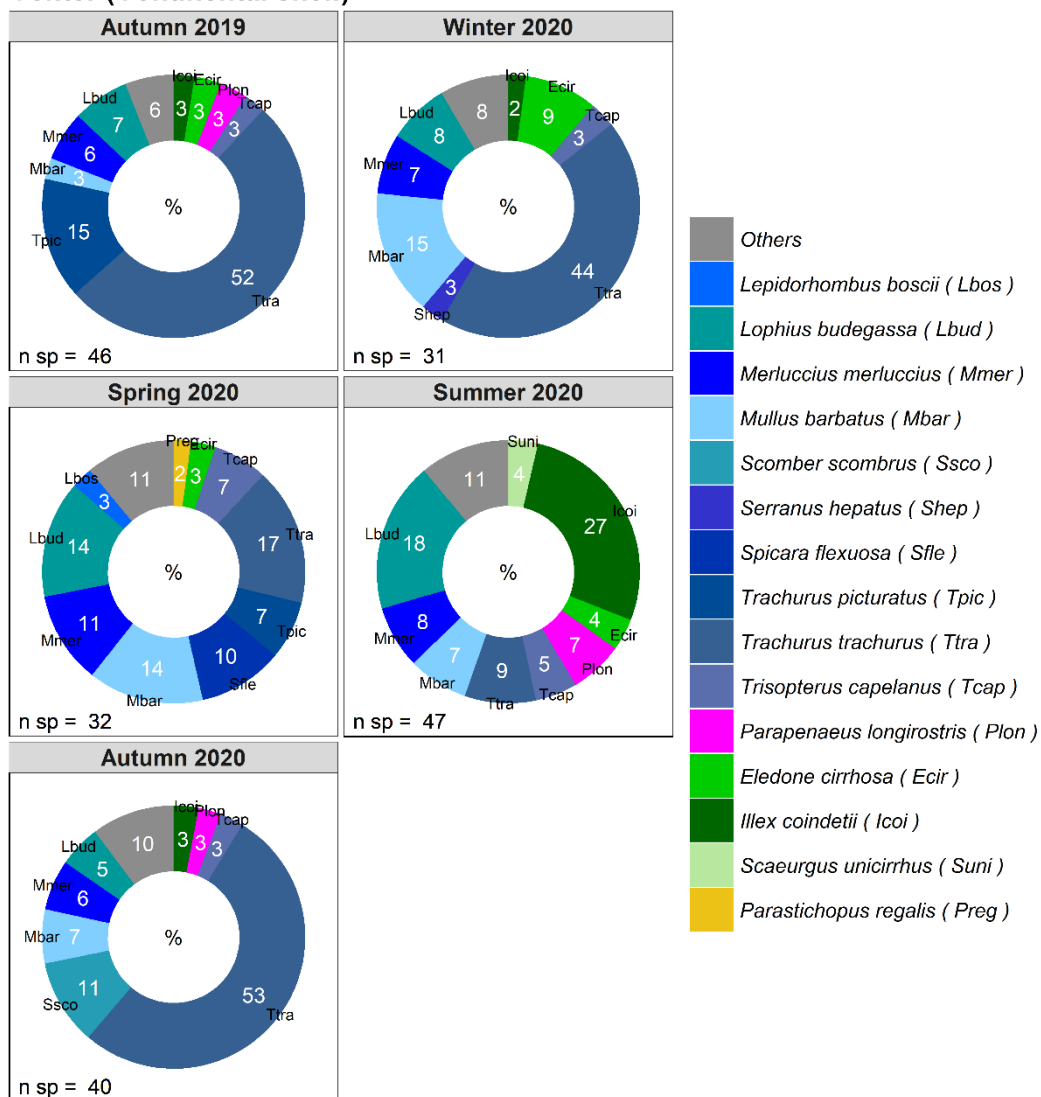 Autumn 2019
Icoi
Ecir
Plon
Tcap
Ttra
Tpic
Mbar
Mmer
Lbud
3
3
3
3
52
15
3
6
7
6
%
n sp = 46
Winter 2020
Icoi
Ecir
Tcap
Ttra
Shep
Mbar
Mmer
Lbud
2
9
3
44
3
15
7
8
8
%
n sp = 31
Spring 2020
Preg
Ecir
Tcap
Ttra
Tpic
Sfle
Mbar
Mmer
Lbud
Lbos
2
3
7
17
7
10
14
11
14
3
11
%
n sp = 32
Summer 2020
Suni
Icoi
Ecir
Plon
Tcap
Ttra
Mbar
Mmer
Lbud
4
27
4
7
5
9
7
8
18
11
%
n sp = 47
Autumn 2020
Icoi
Plon
Tcap
Ttra
Ssco
Mbar
Mmer
Lbud
3
3
3
53
11
7
6
5
10
%
n sp = 40
Others
Lepidorhombus boscii ( Lbos )
Lophius budegassa ( Lbud )
Merluccius merluccius ( Mmer )
Mullus barbatus ( Mbar )
Scomber scombrus ( Ssco )
Serranus hepatus ( Shep )
Spicara flexuosa ( Sfle )
Trachurus picturatus ( Tpic )
Trachurus trachurus ( Ttra )
Trisopterus capelanus ( Tcap )
Parapenaeus longirostris ( Plon )
Eledone cirrhosa ( Ecir )
Illex coindetii ( Icoi )
Scaeurgus unicirrhus ( Suni )
Parastichopus regalis ( Preg )